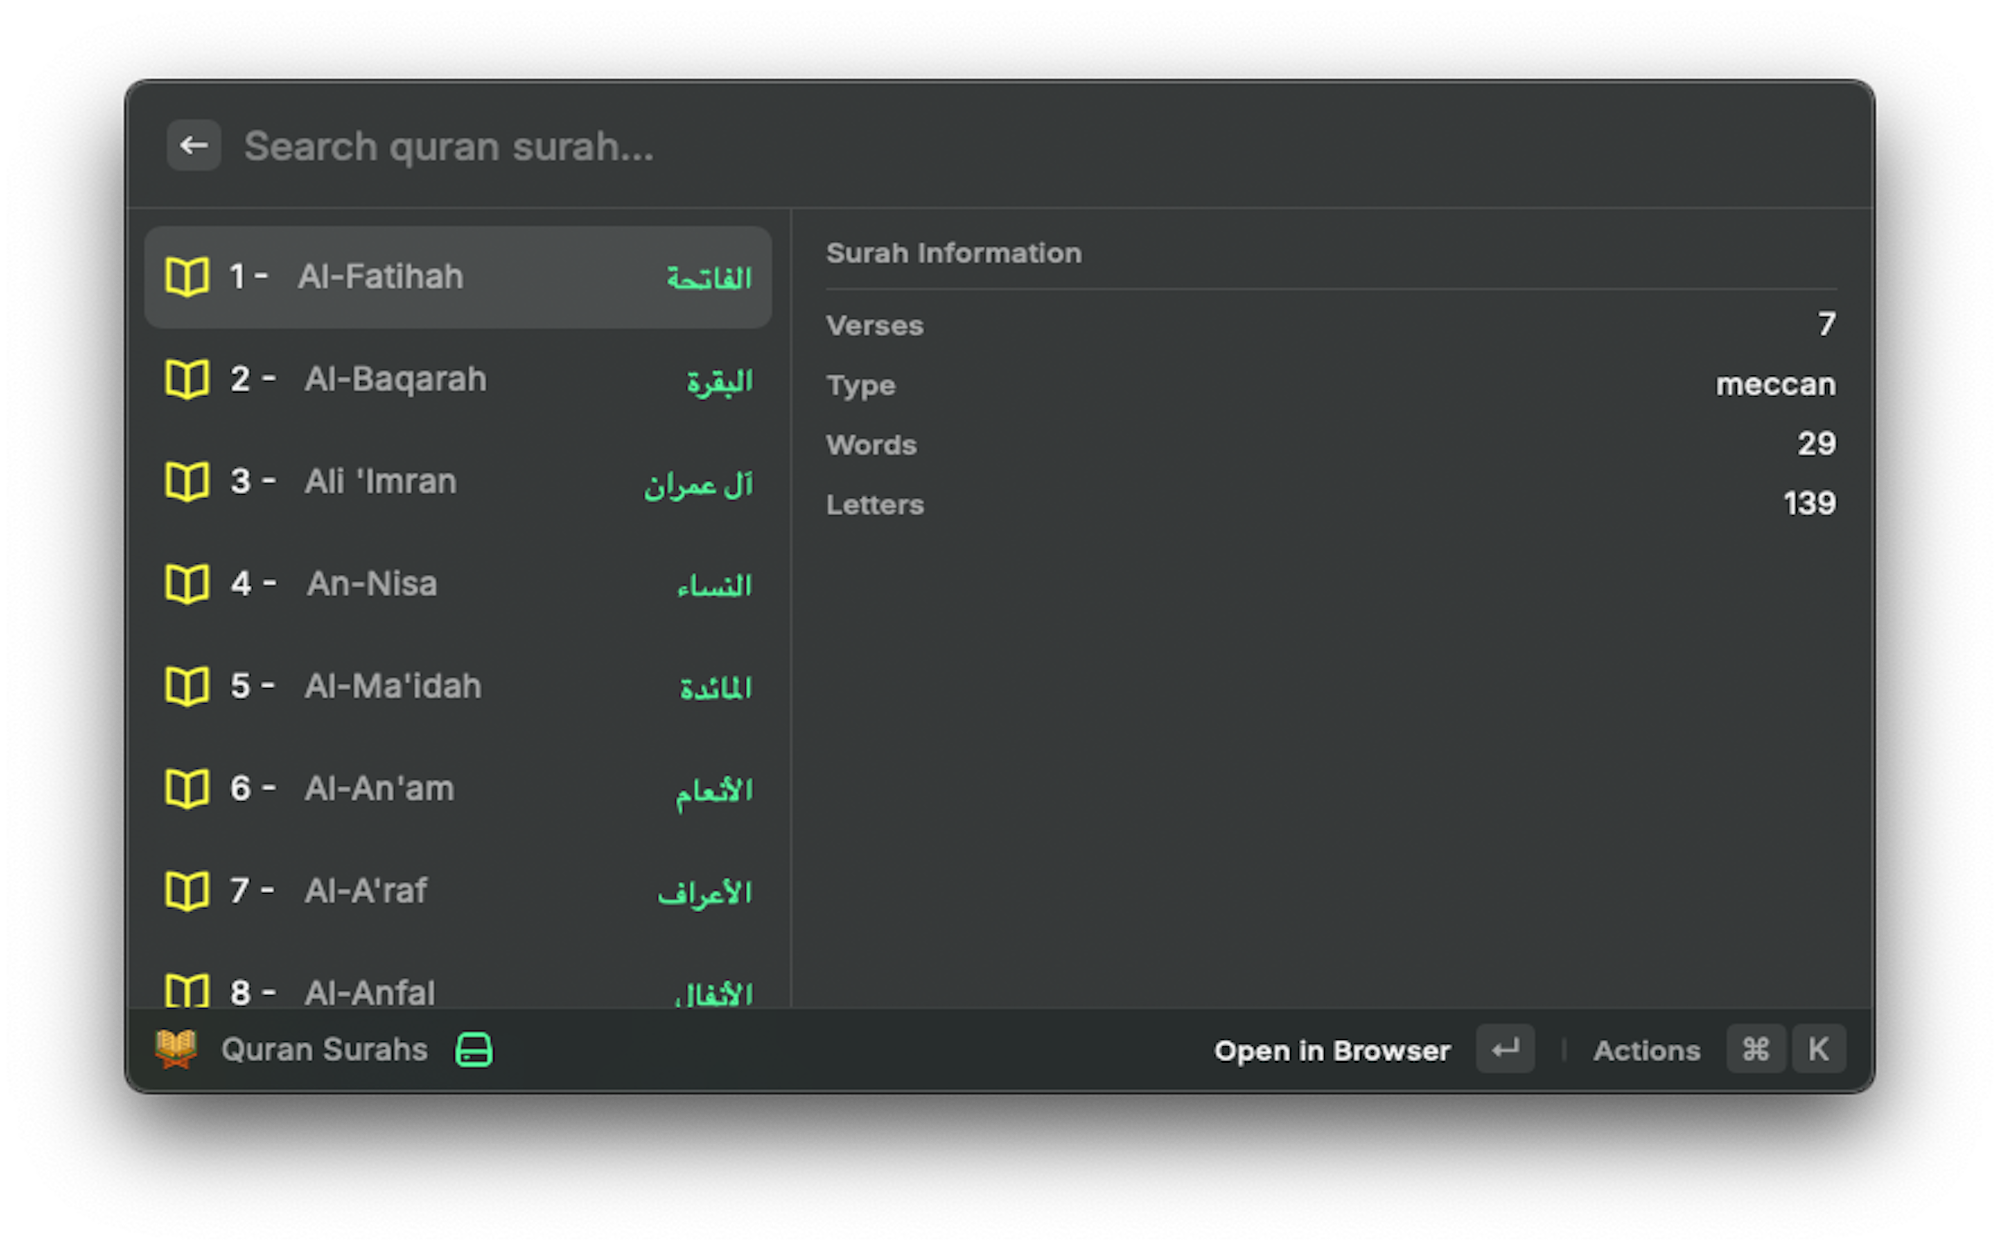 Search quran surah...
1 - Al-Fatihah الفاتحة
2 - Al-Baqarah البقرة
3 - Ali 'Imran آل عمران
4 - An-Nisa النساء
5 - Al-Ma'idah المائدة
6 - Al-An'am الأنعام
7 - Al-A'raf الأعراف
8 - Al-Anfal الأنفال
Surah Information
Verses 7
Type meccan
Words 29
Letters 139
Quran Surahs
Open in Browser ↵ | Actions ⌘ K